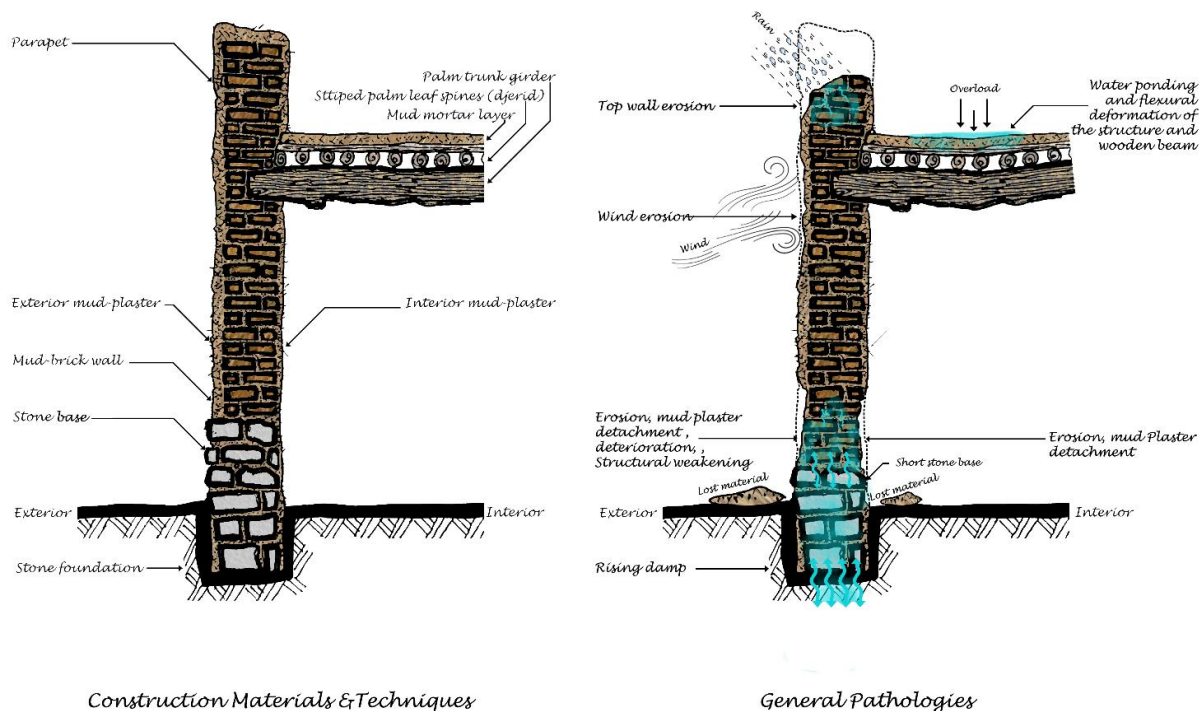 Parapet
Palm trunk girder
Sttiped palm leaf spines (djerid)
Mud mortar layer
Exterior mud-plaster
Interior mud-plaster
Mud-brick wall
Stone base
Exterior
Interior
Stone foundation
Construction Materials &Techniques
Rain
Top wall erosion
Overload
Water ponding
and flexural
deformation of
the structure and
wooden beam
Wind erosion
Wind
Erosion, mud plaster
detachment ,
deterioration, ,
Structural weakening
Erosion, mud Plaster
detachment
Short stone base
Lost material
Lost material
Exterior
Interior
Rising damp
General Pathologies